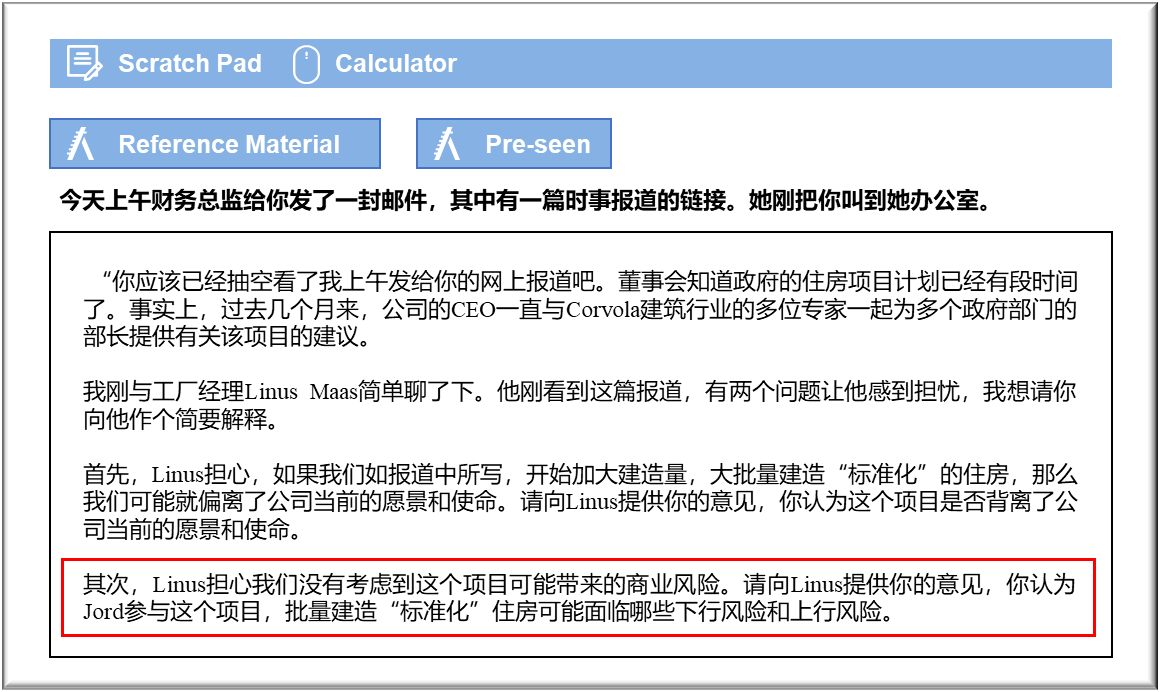 Scratch Pad Calculator
Reference Material Pre-seen
今天上午财务总监给你发了一封邮件，其中有一篇时事报道的链接。她刚把你叫到她办公室。
“你应该已经抽空看了我上午发给你的网上报道吧。董事会知道政府的住房项目计划已经有段时间
了。事实上，过去几个月来，公司的CEO一直与Corvola建筑行业的多位专家一起为多个政府部门的
部长提供有关该项目的建议。
我刚与工厂经理Linus Maas简单聊了下。他刚看到这篇报道，有两个问题让他感到担忧，我想请你
向他作个简要解释。
首先，Linus担心，如果我们如报道中所写，开始加大建造量，大批量建造“标准化”的住房，那么
我们可能就偏离了公司当前的愿景和使命。请向Linus提供你的意见，你认为这个项目是否背离了公
司当前的愿景和使命。
其次，Linus担心我们没有考虑到这个项目可能带来的商业风险。请向Linus提供你的意见，你认为
Jord参与这个项目，批量建造“标准化”住房可能面临哪些下行风险和上行风险。